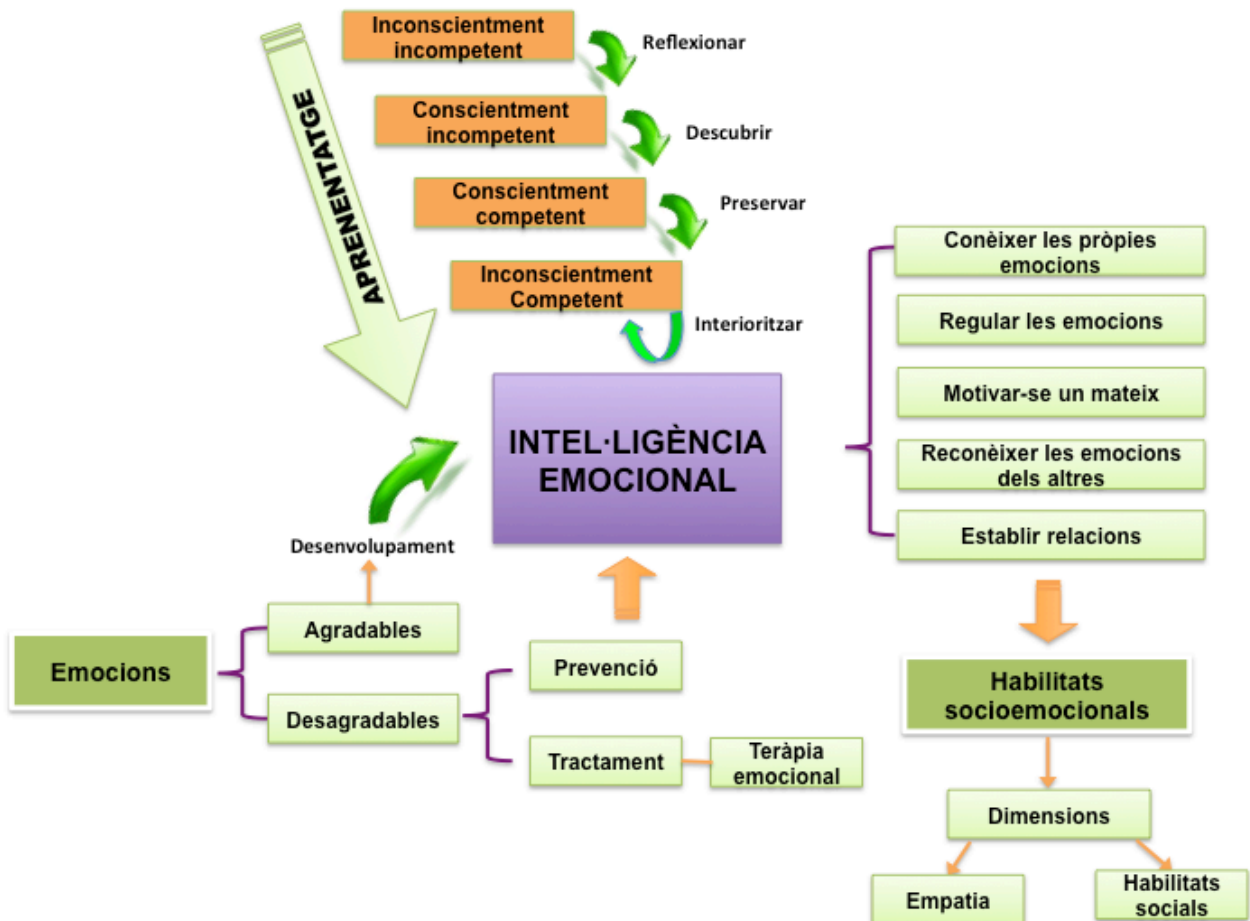 Inconscientment
incompetent
Reflexionar
APRENENTATGE
Conscientment
incompetent
Descubrir
Conscientment
competent
Preservar
Inconscientment
Competent
Interioritzar
INTEL·LIGÈNCIA
EMOCIONAL
Conèixer les pròpies
emocions
Regular les emocions
Motivar-se un mateix
Reconèixer les emocions
dels altres
Establir relacions
Desenvolupament
Emocions
Agradables
Desagradables
Prevenció
Tractament
Teràpia
emocional
Habilitats
socioemocionals
Dimensions
Empatia
Habilitats
socials